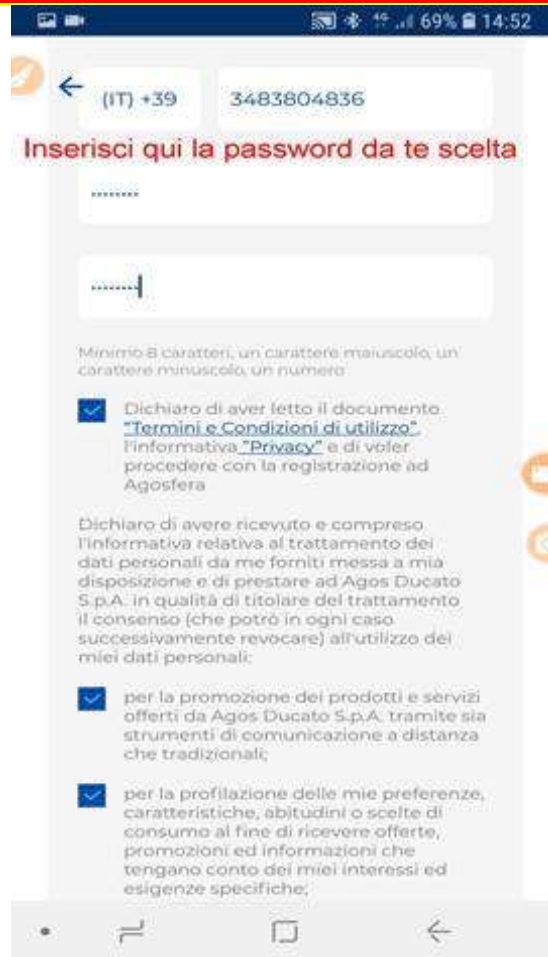 69% 14:52
(IT) +39 3483804836
Inserisci qui la password da te scelta
••••••••
••••••••
Minimo 8 caratteri, un carattere maiuscolo, un
carattere minuscolo, un numero
Dichiaro di aver letto il documento
"Termini e Condizioni di utilizzo",
l'informativa "Privacy" e di voler
procedere con la registrazione ad
Agosfera
Dichiaro di avere ricevuto e compreso
l'informativa relativa al trattamento dei
dati personali da me forniti messa a mia
disposizione e di prestare ad Agos Ducato
S.p.A. in qualità di titolare del trattamento
il consenso (che potrò in ogni caso
successivamente revocare) all'utilizzo dei
miei dati personali:
per la promozione dei prodotti e servizi
offerti da Agos Ducato S.p.A. tramite sia
strumenti di comunicazione a distanza
che tradizionali;
per la profilazione delle mie preferenze,
caratteristiche, abitudini o scelte di
consumo al fine di ricevere offerte,
promozioni ed informazioni che
tengano conto dei miei interessi ed
esigenze specifiche;